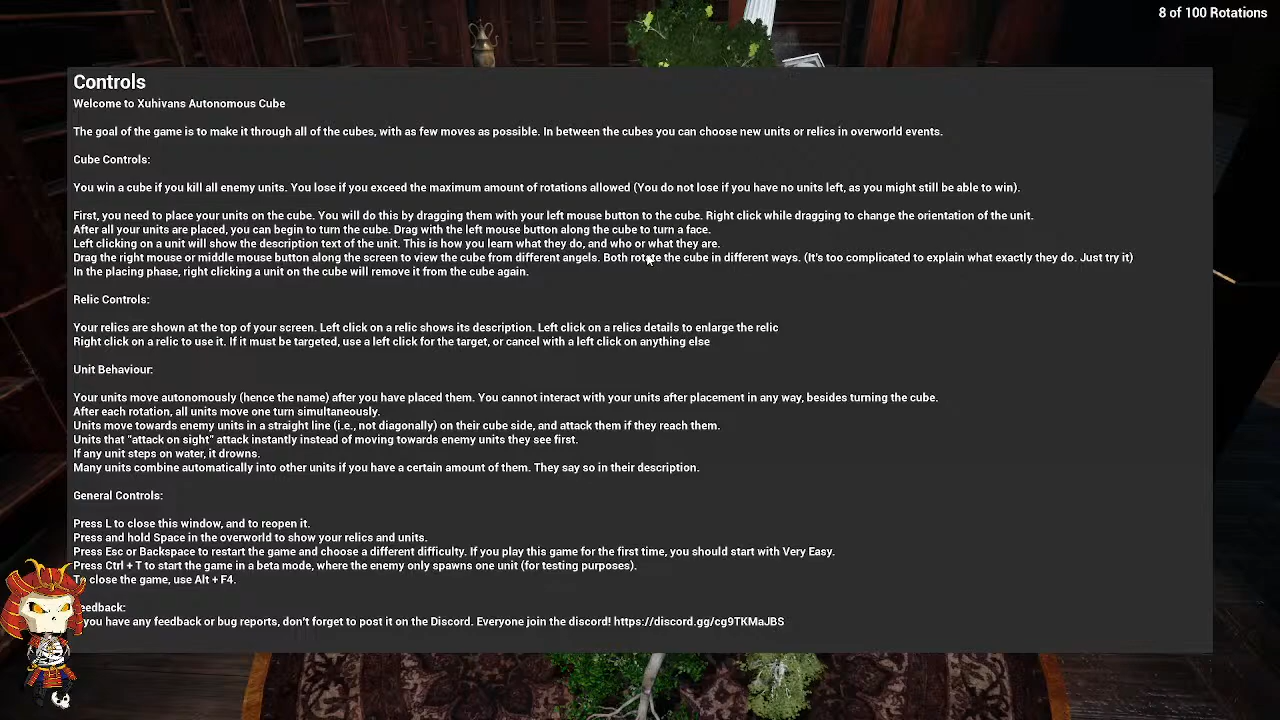 8 of 100 Rotations
Controls
Welcome to Xuhivans Autonomous Cube
The goal of the game is to make it through all of the cubes, with as few moves as possible. In between the cubes you can choose new units or relics in overworld events.
Cube Controls:
You win a cube if you kill all enemy units. You lose if you exceed the maximum amount of rotations allowed (You do not lose if you have no units left, as you might still be able to win).
First, you need to place your units on the cube. You will do this by dragging them with your left mouse button to the cube. Right click while dragging to change the orientation of the unit.
After all your units are placed, you can begin to turn the cube. Drag with the left mouse button along the cube to turn a face.
Left clicking on a unit will show the description text of the unit. This is how you learn what they do, and who or what they are.
Drag the right mouse or middle mouse button along the screen to view the cube from different angels. Both rotate the cube in different ways. (It's too complicated to explain what exactly they do. Just try it)
In the placing phase, right clicking a unit on the cube will remove it from the cube again.
Relic Controls:
Your relics are shown at the top of your screen. Left click on a relic shows its description. Left click on a relics details to enlarge the relic
Right click on a relic to use it. If it must be targeted, use a left click for the target, or cancel with a left click on anything else
Unit Behaviour:
Your units move autonomously (hence the name) after you have placed them. You cannot interact with your units after placement in any way, besides turning the cube.
After each rotation, all units move one turn simultaneously.
Units move towards enemy units in a straight line (i.e., not diagonally) on their cube side, and attack them if they reach them.
Units that "attack on sight" attack instantly instead of moving towards enemy units they see first.
If any unit steps on water, it drowns.
Many units combine automatically into other units if you have a certain amount of them. They say so in their description.
General Controls:
Press L to close this window, and to reopen it.
Press and hold Space in the overworld to show your relics and units.
Press Esc or Backspace to restart the game and choose a different difficulty. If you play this game for the first time, you should start with Very Easy.
Press Ctrl + T to start the game in a beta mode, where the enemy only spawns one unit (for testing purposes).
To close the game, use Alt + F4.
eedback:
you have any feedback or bug reports, don't forget to post it on the Discord. Everyone join the discord! https://discord.gg/cg9TKMaJBS